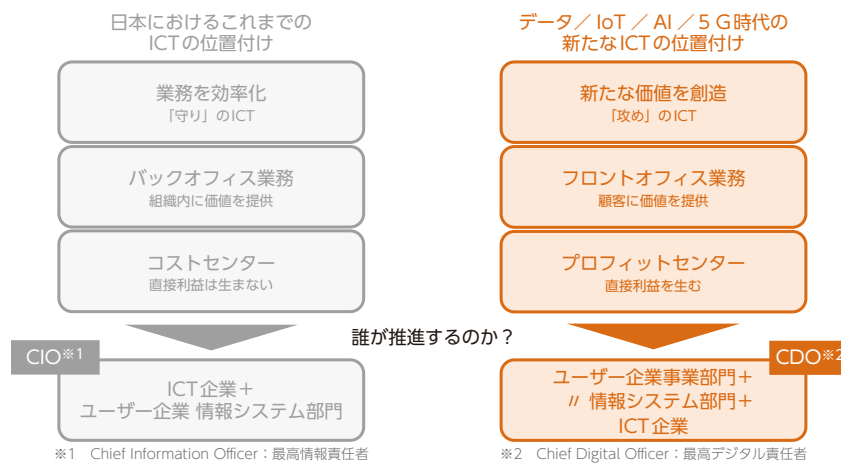 日本におけるこれまでの
ICTの位置付け
業務を効率化
「守り」のICT
バックオフィス業務
組織内に価値を提供
コストセンター
直接利益は生まない
データ／IoT／AI／5G時代の
新たなICTの位置付け
新たな価値を創造
「攻め」のICT
フロントオフィス業務
顧客に価値を提供
プロフィットセンター
直接利益を生む
誰が推進するのか？
CIO※1
ICT企業＋
ユーザー企業 情報システム部門
※1 Chief Information Officer：最高情報責任者
CDO※2
ユーザー企業事業部門＋
〃 情報システム部門＋
ICT企業
※2 Chief Digital Officer：最高デジタル責任者